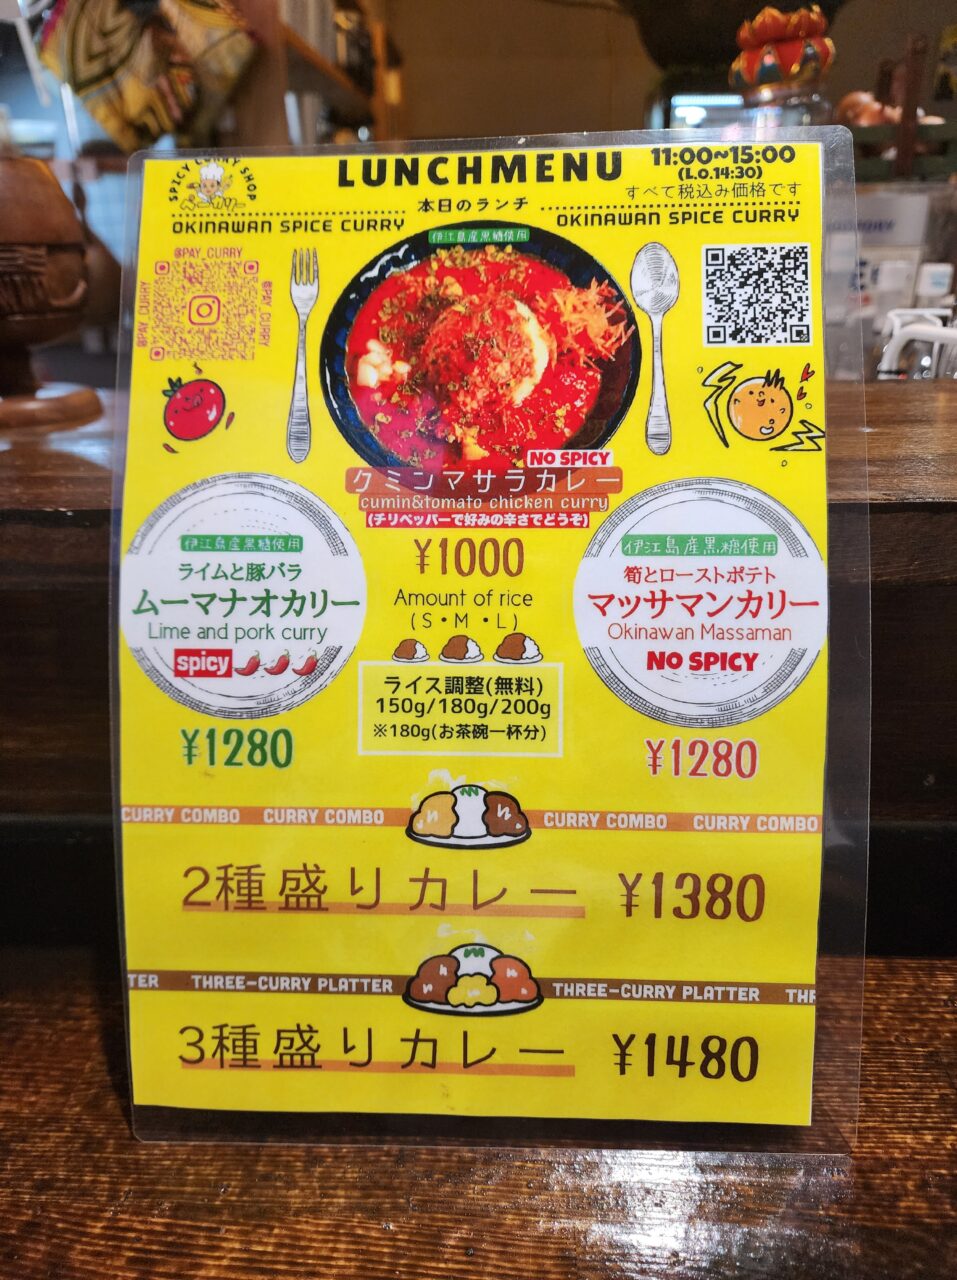 SPICY CURRY SHOP
ペーカリー
LUNCHMENU
11:00~15:00
(L.O.14:30)
すべて税込み価格です
本日のランチ
OKINAWAN SPICE CURRY
OKINAWAN SPICE CURRY
伊江島産黒糖使用
@PAY_CURRY
@PAY_CURRY
@PAY_CURRY
NO SPICY
クミンマサラカレー
cumin&tomato chicken curry
(チリペッパーで好みの辛さでどうぞ)
¥1000
Amount of rice
(S・M・L)
ライス調整(無料)
150g/180g/200g
※180g(お茶碗一杯分)
伊江島産黒糖使用
ライムと豚バラ
ムーマナオカリー
Lime and pork curry
spicy
¥1280
伊江島産黒糖使用
筍とローストポテト
マッサマンカリー
Okinawan Massaman
NO SPICY
¥1280
CURRY COMBO CURRY COMBO CURRY COMBO CURRY COMBO
2種盛りカレー ¥1380
TTER THREE-CURRY PLATTER THREE-CURRY PLATTER THR
3種盛りカレー ¥1480